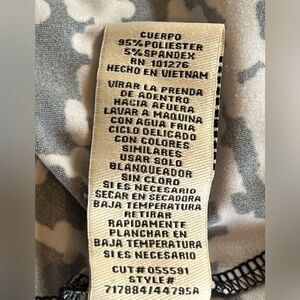 CUERPO
95% POLIESTER
5% SPANDEX
RN 101276
HECHO EN VIETNAM
VIRAR LA PRENDA
DE ADENTRO
HACIA AFUERA
LAVAR A MAQUINA
CON AGUA FRIA
CICLO DELICADO
CON COLORES
SIMILARES
USAR SOLO
BLANQUEADOR
SIN CLORO
SI ES NECESARIO
SECAR EN SECADORA
BAJA TEMPERATURA
RETIRAR
RAPIDAMENTE
PLANCHAR EN
BAJA TEMPERATURA
SI ES NECESARIO
CUT# 055591
STYLE#
717884/44795A